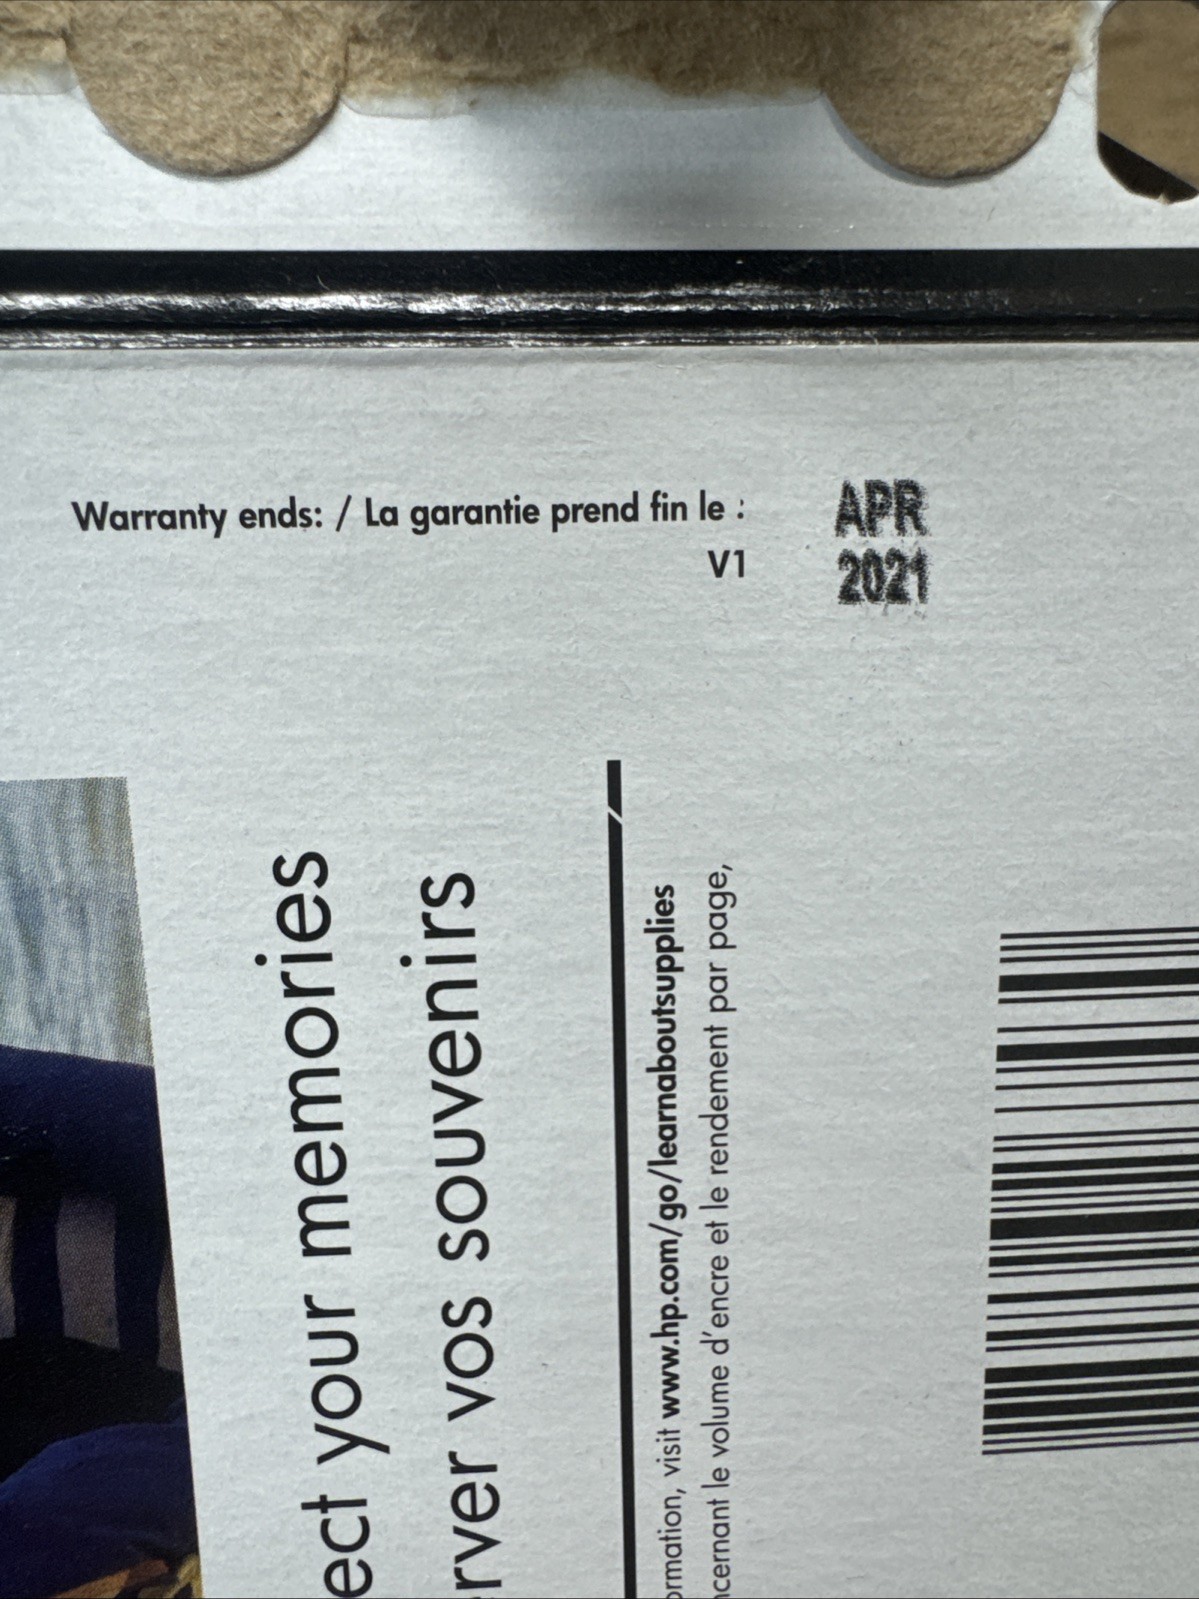 Warranty ends: / La garantie prend fin le :
V1
APR
2021
ect your memories
rver vos souvenirs
ormation, visit www.hp.com/go/learnaboutsupplies
ncernant le volume d'encre et le rendement par page,